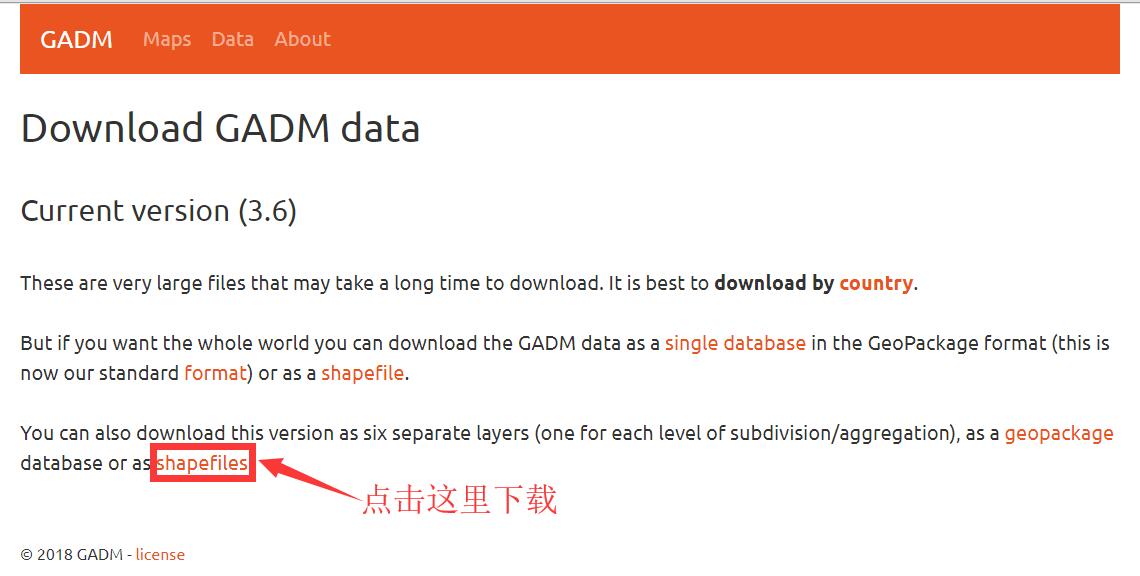 GADM Maps Data About
Download GADM data
Current version (3.6)
These are very large files that may take a long time to download. It is best to download by country.
But if you want the whole world you can download the GADM data as a single database in the GeoPackage format (this is
now our standard format) or as a shapefile.
You can also download this version as six separate layers (one for each level of subdivision/aggregation), as a geopackage
database or as shapefiles
点击这里下载
© 2018 GADM - license